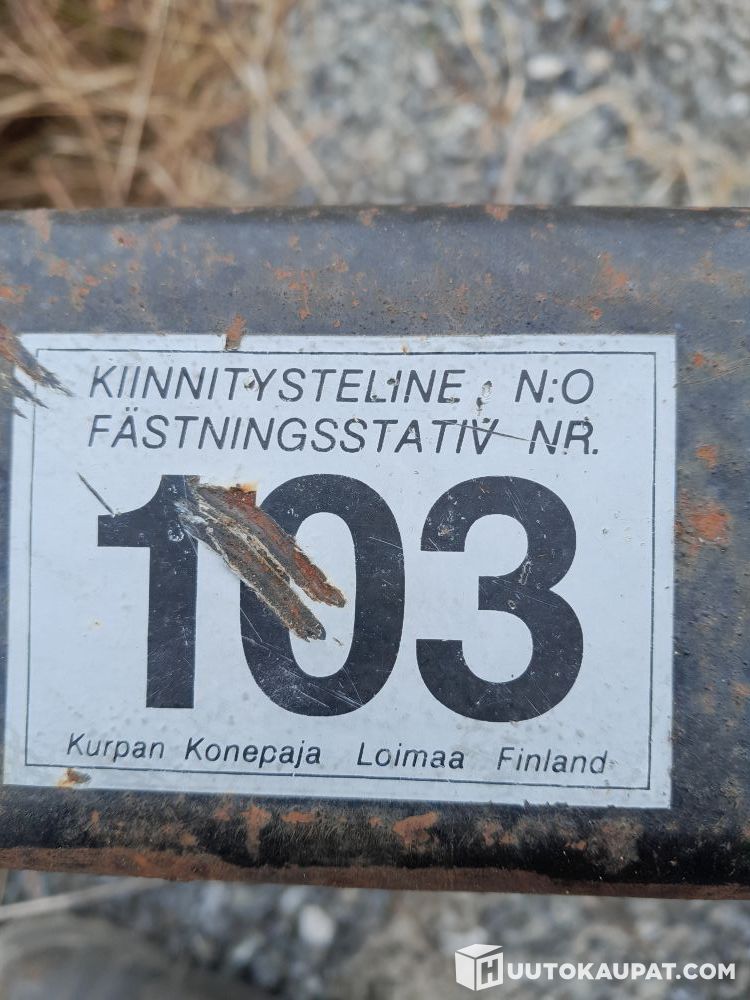 KIINNITYSTELINE N:O
FÄSTNINGSSTATIV NR.
103
Kurpan Konepaja Loimaa Finland
HUUTOKAUPAT.COM